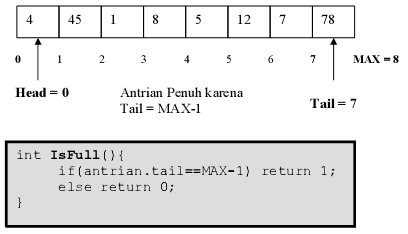 4 45 1 8 5 12 7 78
0 1 2 3 4 5 6 7 MAX = 8
Head = 0
Antrian Penuh karena
Tail = MAX-1
Tail = 7
int IsFull(){
if(antrian.tail==MAX-1) return 1;
else return 0;
}